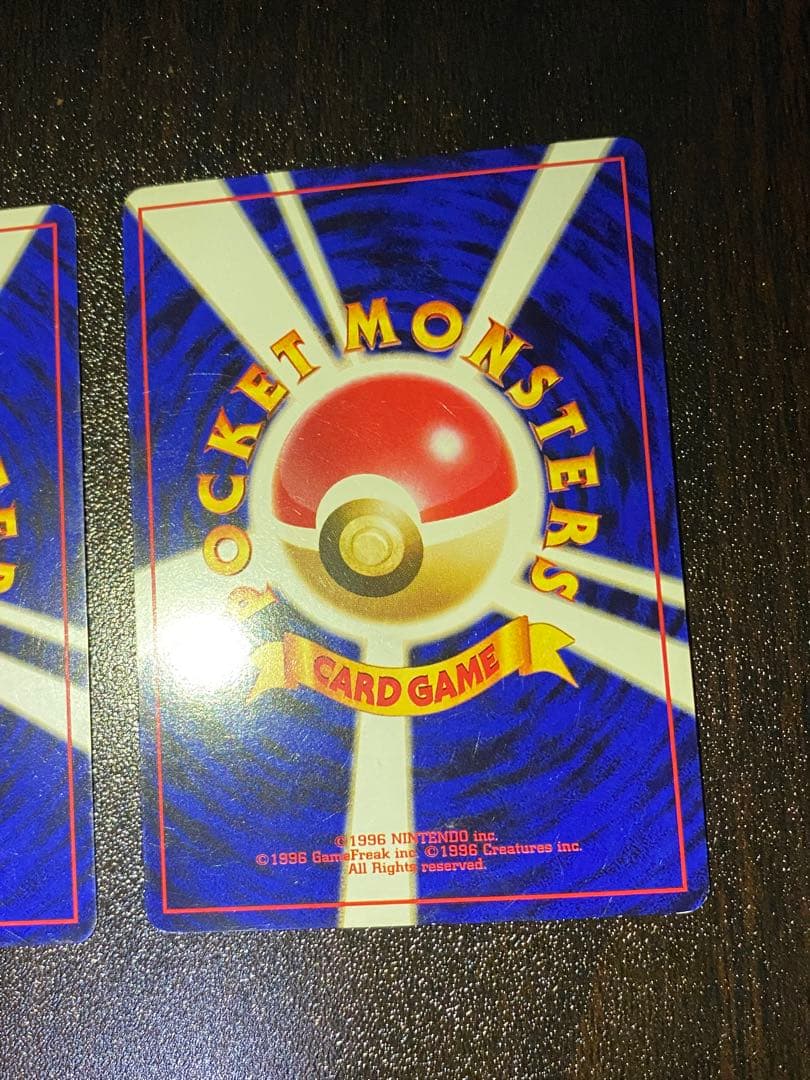 POCKET MONSTERS
CARD GAME
©1996 NINTENDO inc.
©1996 GameFreak inc. ©1996 Creatures inc.
All Rights reserved.